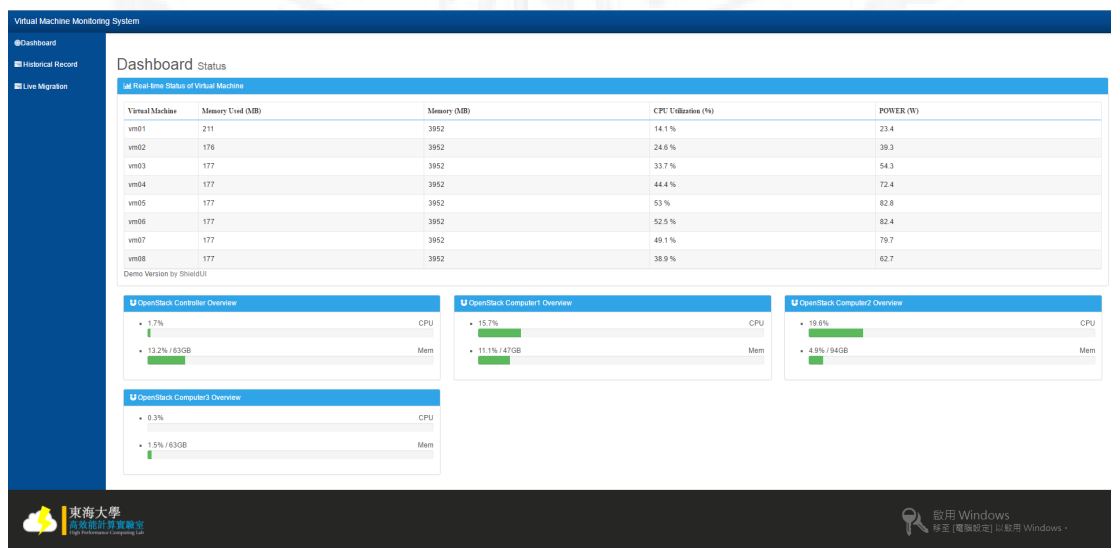 Virtual Machine Monitoring System
Dashboard
Historical Record
Live Migration
Dashboard Status
Real-time Status of Virtual Machine
Virtual Machine Memory Used (MB) Memory (MB) CPU Utilization (%) POWER (W)
vm01 211 3952 14.1 % 23.4
vm02 176 3952 24.6 % 39.3
vm03 177 3952 33.7 % 54.3
vm04 177 3952 44.4 % 72.4
vm05 177 3952 53 % 82.8
vm06 177 3952 52.5 % 82.4
vm07 177 3952 49.1 % 79.7
vm08 177 3952 38.9 % 62.7
Demo Version by ShieldUI
OpenStack Controller Overview
1.7% CPU
13.2% / 63GB Mem
OpenStack Computer1 Overview
15.7% CPU
11.1% / 47GB Mem
OpenStack Computer2 Overview
19.6% CPU
4.9% / 94GB Mem
OpenStack Computer3 Overview
0.3% CPU
1.5% / 63GB Mem
東海大學
高效能計算實驗室
High Performance Computing Lab
啟用 Windows
移至 [電腦設定] 以啟用 Windows。